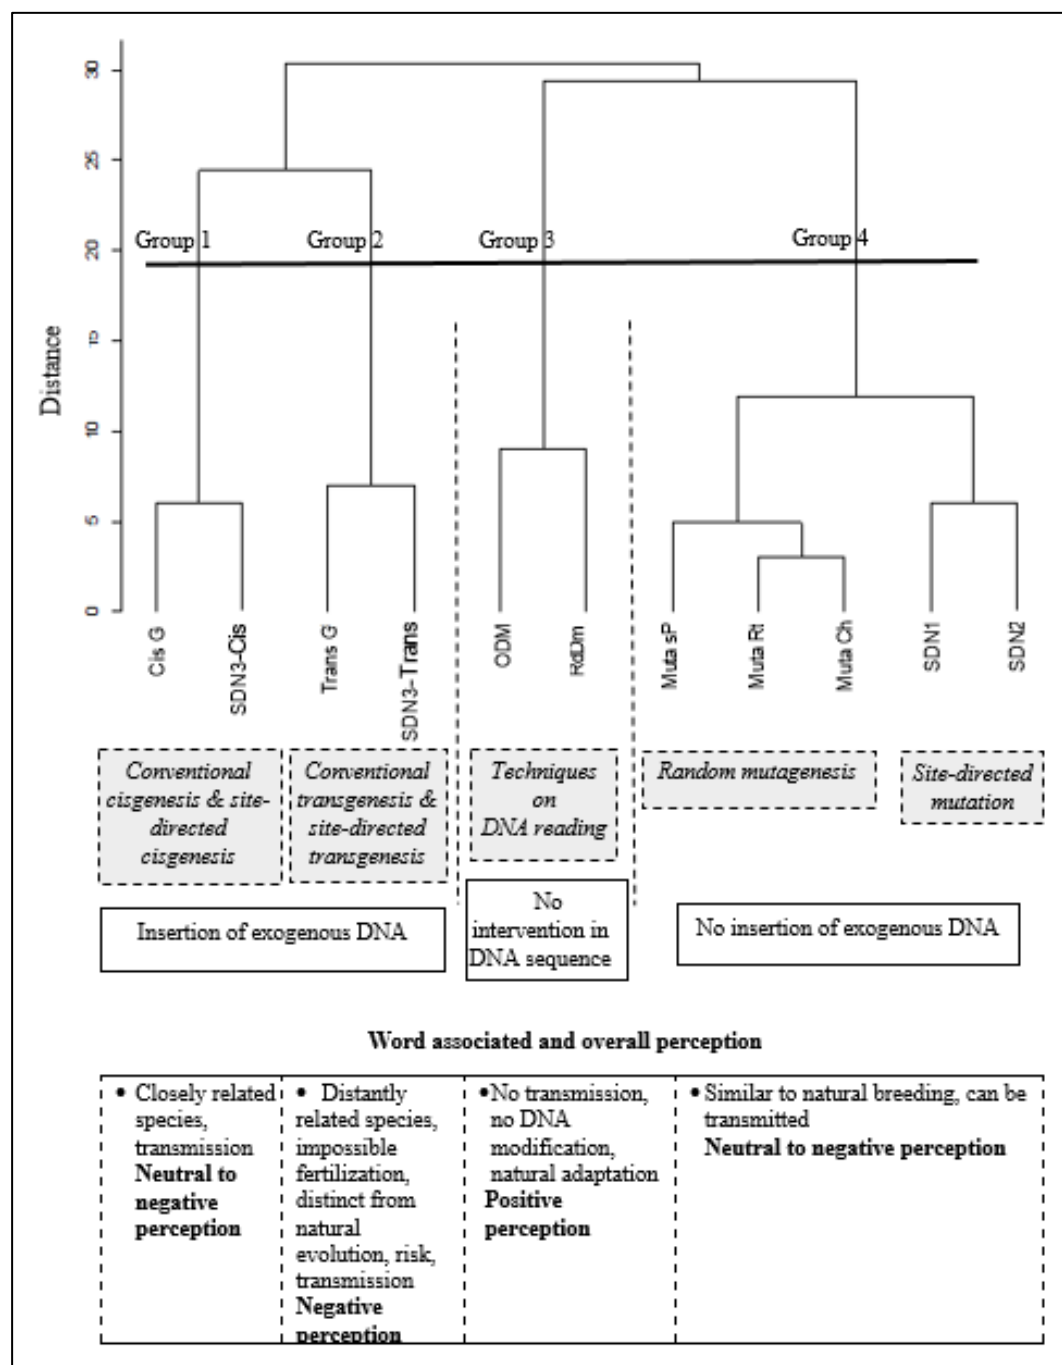 30
25
20
15
10
5
0
Distance
Group 1
Group 2
Group 3
Group 4
Cis G
SDN3-Cis
Trans G
SDN3-Trans
ODM
RdDm
Muta sP
Muta Rt
Muta Ch
SDN1
SDN2
Conventional
cisgenesis & site-
directed
cisgenesis
Conventional
transgenesis &
site-directed
transgenesis
Techniques
on
DNA reading
Random mutagenesis
Site-directed
mutation
Insertion of exogenous DNA
No
intervention in
DNA sequence
No insertion of exogenous DNA
Word associated and overall perception
• Closely related
species,
transmission
Neutral to
negative
perception
• Distantly
related species,
impossible
fertilization,
distinct from
natural
evolution, risk,
transmission
Negative
perception
•No transmission,
no DNA
modification,
natural adaptation
Positive
perception
• Similar to natural breeding, can be
transmitted
Neutral to negative perception